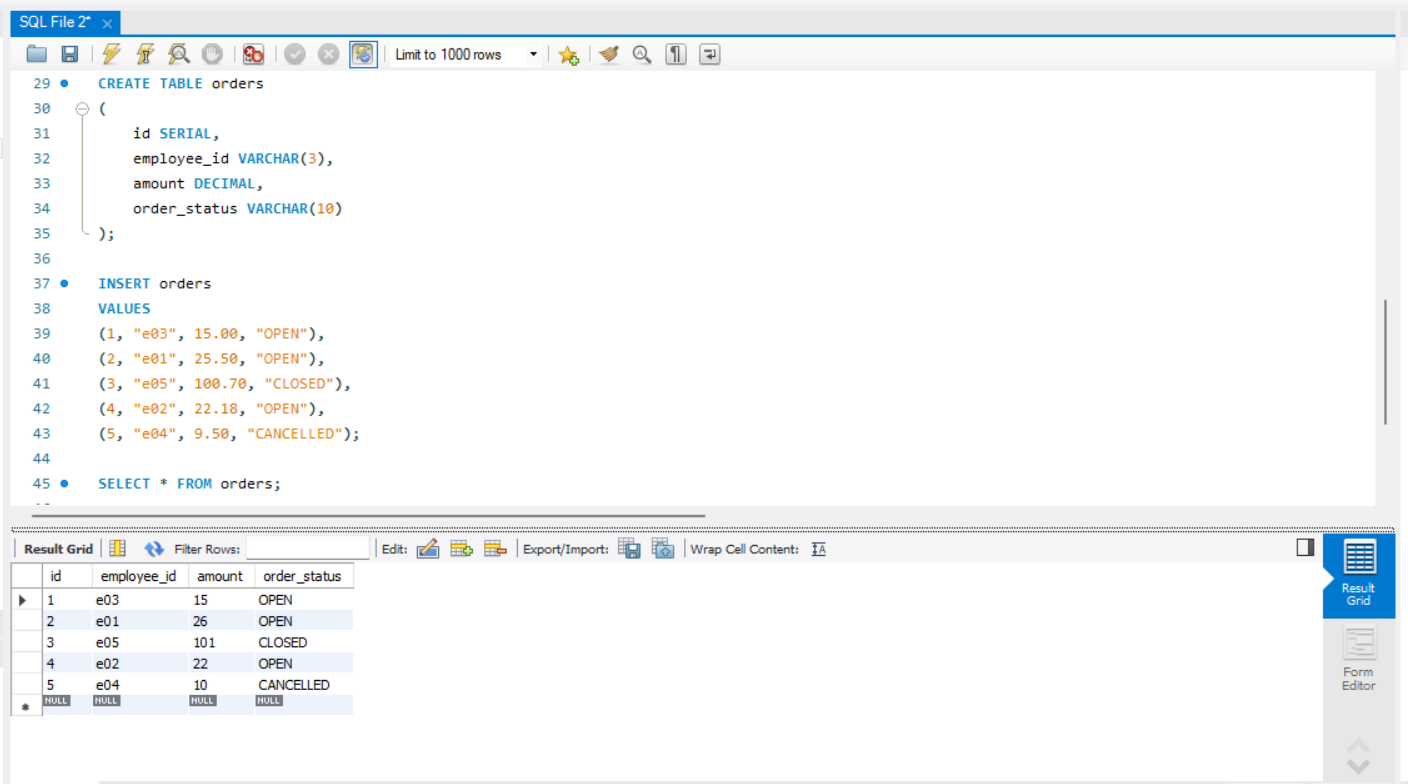 SQL File 2* ×
Limit to 1000 rows
29 CREATE TABLE orders
30 (
31 id SERIAL,
32 employee_id VARCHAR(3),
33 amount DECIMAL,
34 order_status VARCHAR(10)
35 );
36
37 INSERT orders
38 VALUES
39 (1, "e03", 15.00, "OPEN"),
40 (2, "e01", 25.50, "OPEN"),
41 (3, "e05", 100.70, "CLOSED"),
42 (4, "e02", 22.18, "OPEN"),
43 (5, "e04", 9.50, "CANCELLED");
44
45 SELECT * FROM orders;
Result Grid Filter Rows: Edit: Export/Import: Wrap Cell Content: IA
id employee_id amount order_status
1 e03 15 OPEN
2 e01 26 OPEN
3 e05 101 CLOSED
4 e02 22 OPEN
5 e04 10 CANCELLED
* NULL NULL NULL NULL
Result
Grid
Form
Editor